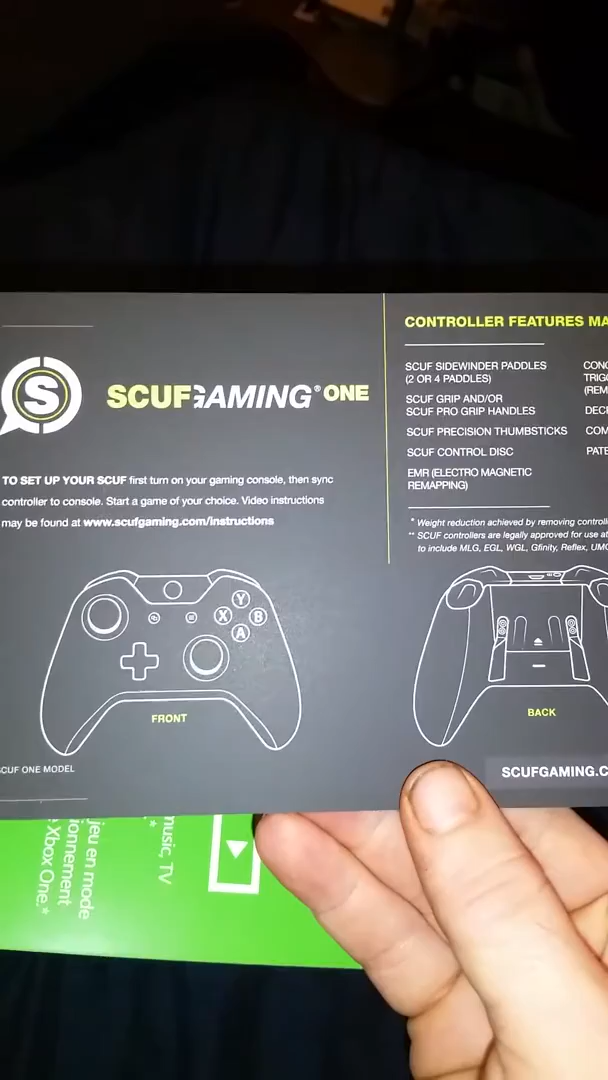 SCUFGAMING® ONE
TO SET UP YOUR SCUF first turn on your gaming console, then sync
controller to console. Start a game of your choice. Video instructions
may be found at www.scufgaming.com/instructions
Y
X B
A
FRONT
CUF ONE MODEL
CONTROLLER FEATURES MA
SCUF SIDEWINDER PADDLES
(2 OR 4 PADDLES)
SCUF GRIP AND/OR
SCUF PRO GRIP HANDLES
SCUF PRECISION THUMBSTICKS
SCUF CONTROL DISC
EMR (ELECTRO MAGNETIC
REMAPPING)
TRIG
(REM
COM
PATE
* Weight reduction achieved by removing controll
** SCUF controllers are legally approved for use at
to include MLG, EGL, WGL, Gfinity, Reflex, UMG
BACK
SCUFGAMING.C
music, TV
jeu en mode
ionnement
Xbox One.*